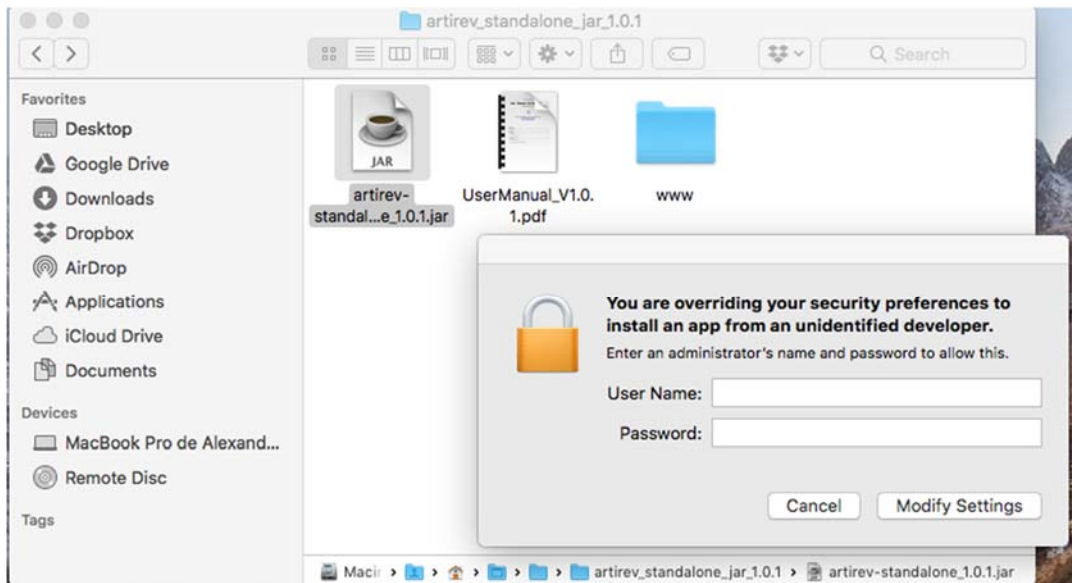 artirev_standalone_jar_1.0.1
Search
Favorites
Desktop
Google Drive
Downloads
Dropbox
AirDrop
Applications
iCloud Drive
Documents
Devices
MacBook Pro de Alexand...
Remote Disc
Tags
JAR
artirev-
standal...e_1.0.1.jar
UserManual_V1.0.
1.pdf
www
You are overriding your security preferences to
install an app from an unidentified developer.
Enter an administrator's name and password to allow this.
User Name:
Password:
Cancel
Modify Settings
Macir › › › › › artirev_standalone_jar_1.0.1 › artirev-standalone_1.0.1.jar